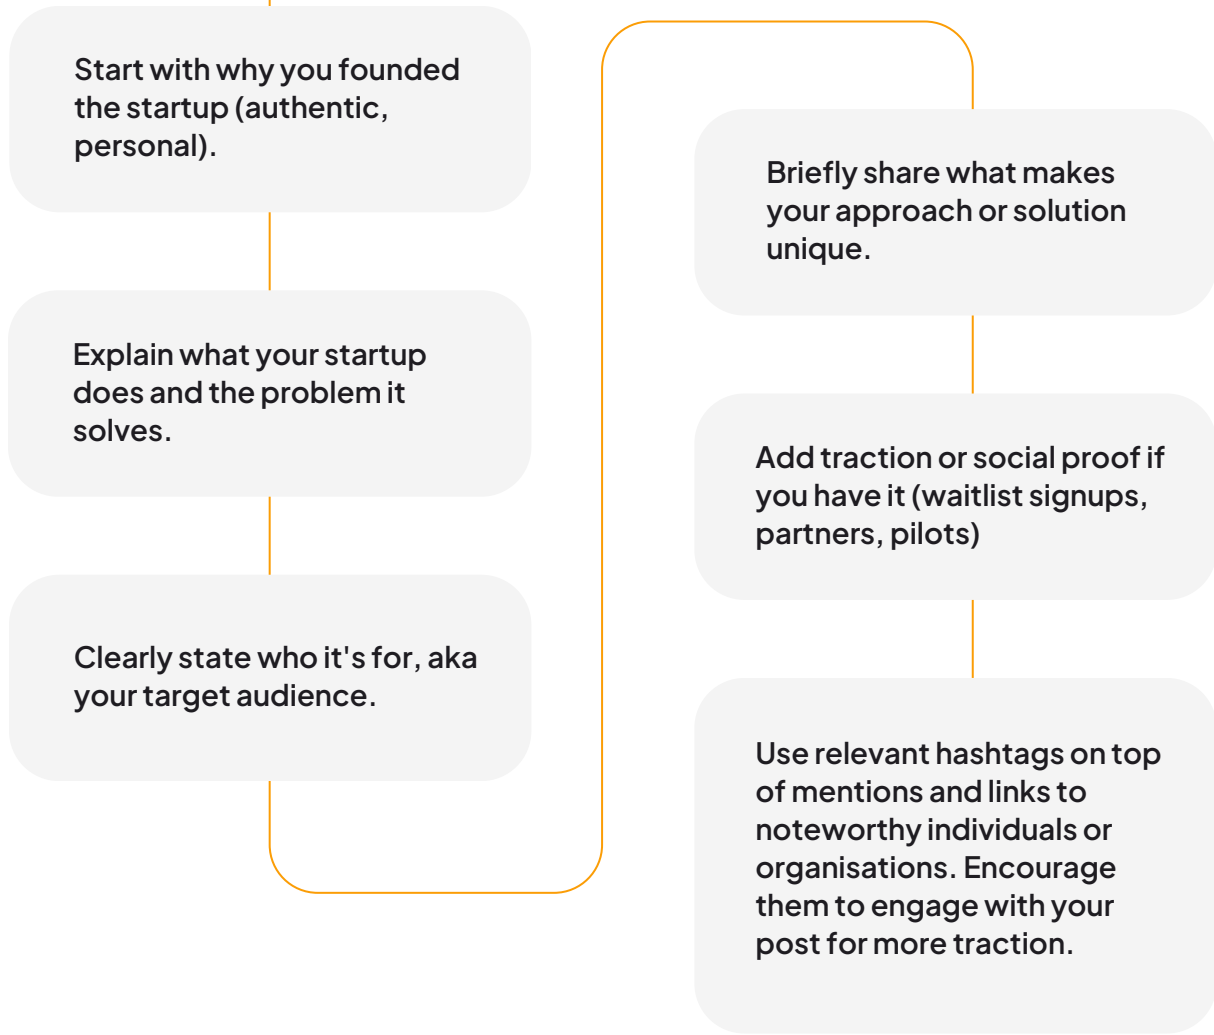 Start with why you founded
the startup (authentic,
personal).
Explain what your startup
does and the problem it
solves.
Clearly state who it's for, aka
your target audience.
Briefly share what makes
your approach or solution
unique.
Add traction or social proof if
you have it (waitlist signups,
partners, pilots)
Use relevant hashtags on top
of mentions and links to
noteworthy individuals or
organisations. Encourage
them to engage with your
post for more traction.